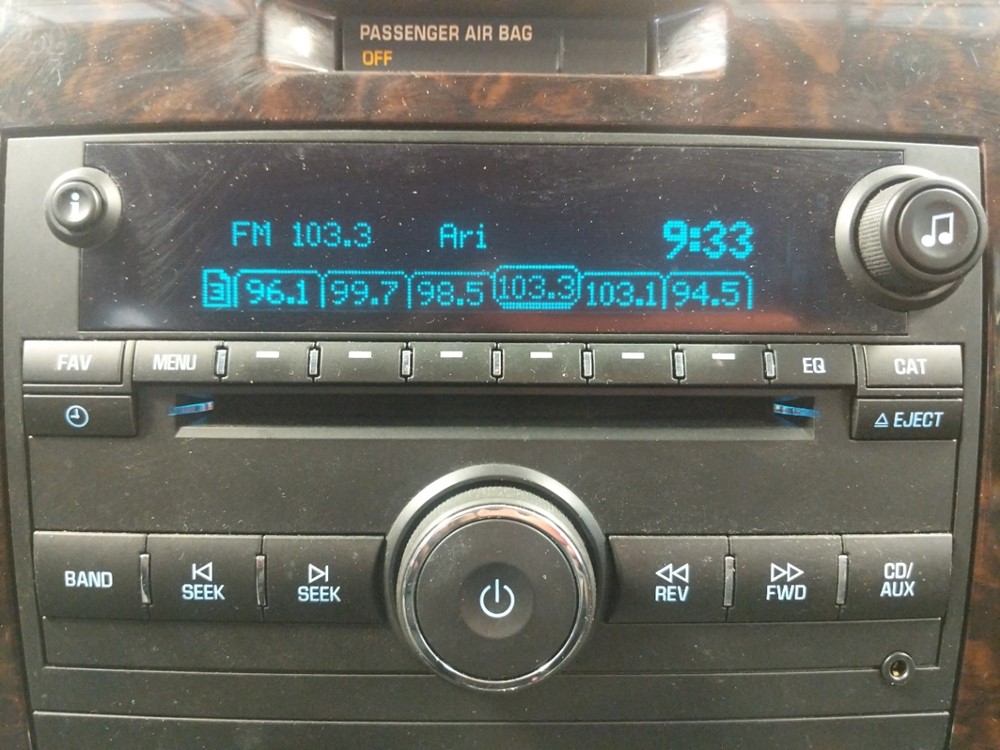 PASSENGER AIR BAG
OFF
i
FM 103.3 Ari 9:33
3 96.1 99.7 98.5 103.3 103.1 94.5
FAV MENU EQ CAT
EJECT
BAND SEEK SEEK REV FWD CD/
AUX